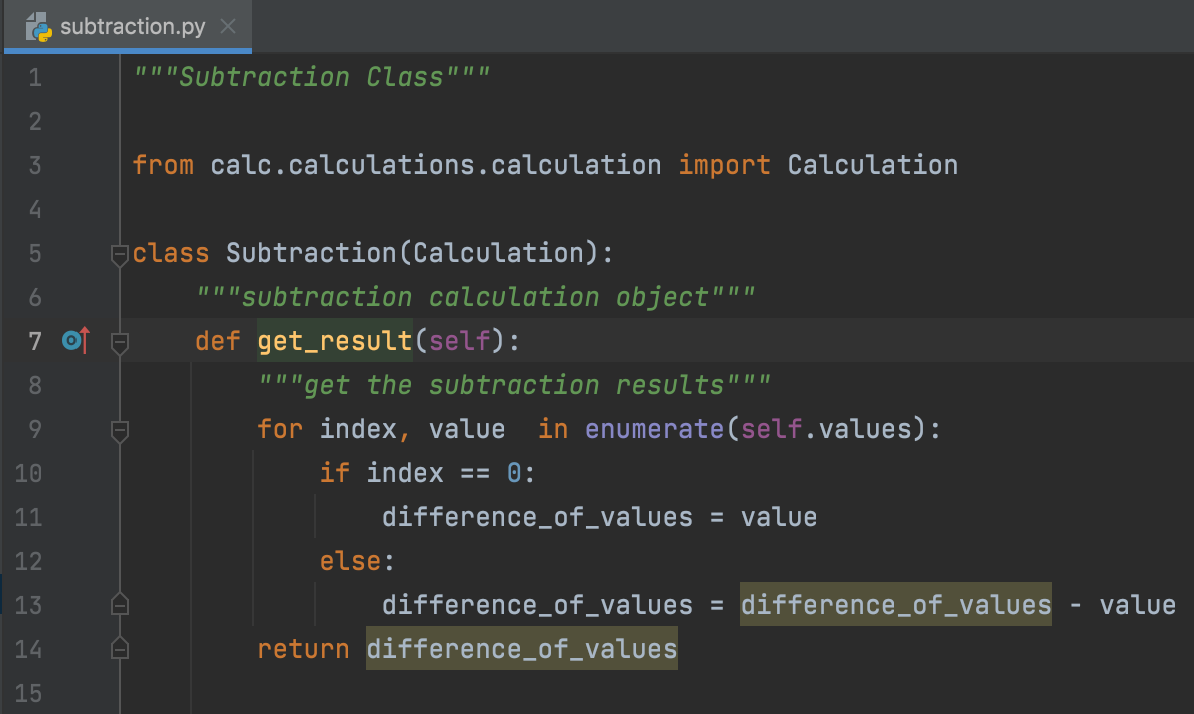 subtraction.py
1 """Subtraction Class"""
2
3 from calc.calculations.calculation import Calculation
4
5 class Subtraction(Calculation):
6     """subtraction calculation object"""
7     def get_result(self):
8         """get the subtraction results"""
9         for index, value  in enumerate(self.values):
10             if index == 0:
11                 difference_of_values = value
12             else:
13                 difference_of_values = difference_of_values - value
14         return difference_of_values
15